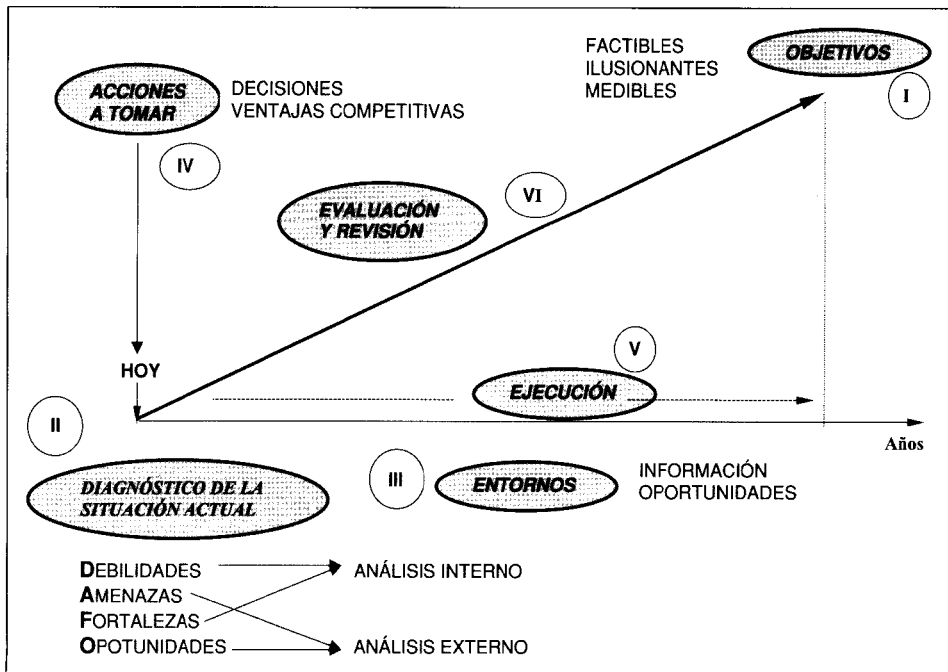 FACTIBLES
ILUSIONANTES
MEDIBLES
OBJETIVOS
I
ACCIONES
A TOMAR
DECISIONES
VENTAJAS COMPETITIVAS
IV
VI
EVALUACIÓN
Y REVISIÓN
V
HOY
EJECUCIÓN
II
Años
DIAGNÓSTICO DE LA
SITUACIÓN ACTUAL
III
ENTORNOS
INFORMACIÓN
OPORTUNIDADES
DEBILIDADES
ANÁLISIS INTERNO
AMENAZAS
FORTALEZAS
OPOTUNIDADES
ANÁLISIS EXTERNO